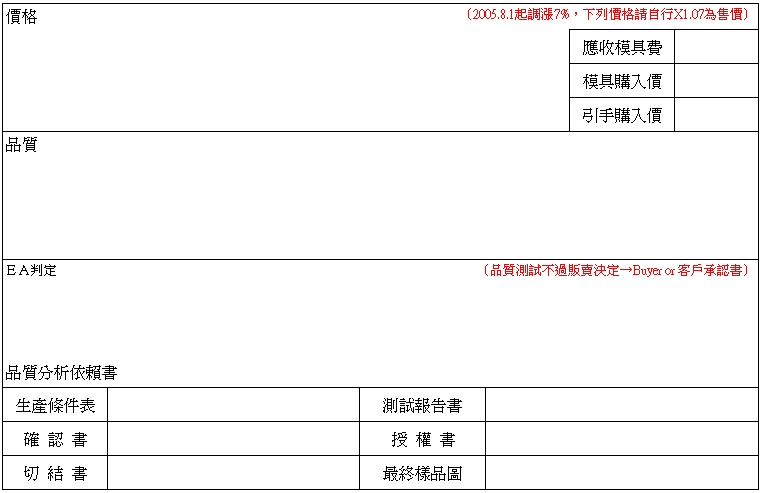 價格
（2005.8.1起調漲7%，下列價格請自行X1.07為售價）
應收模具費
模具購入價
引手購入價
品質
ＥＡ判定
（品質測試不過販賣決定→Buyer or 客戶承認書）
品質分析依賴書
生產條件表 測試報告書
確 認 書 授 權 書
切 結 書 最終樣品圖